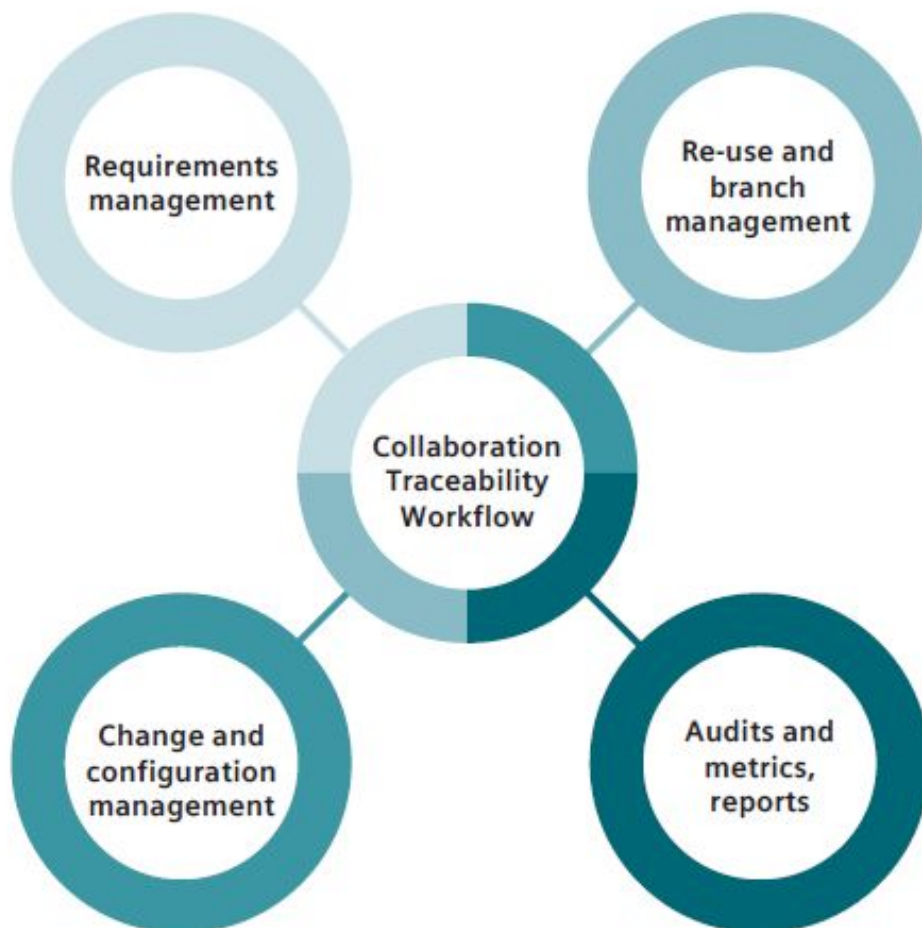 Requirements
management
Re-use and
branch
management
Collaboration
Traceability
Workflow
Change and
configuration
management
Audits and
metrics,
reports